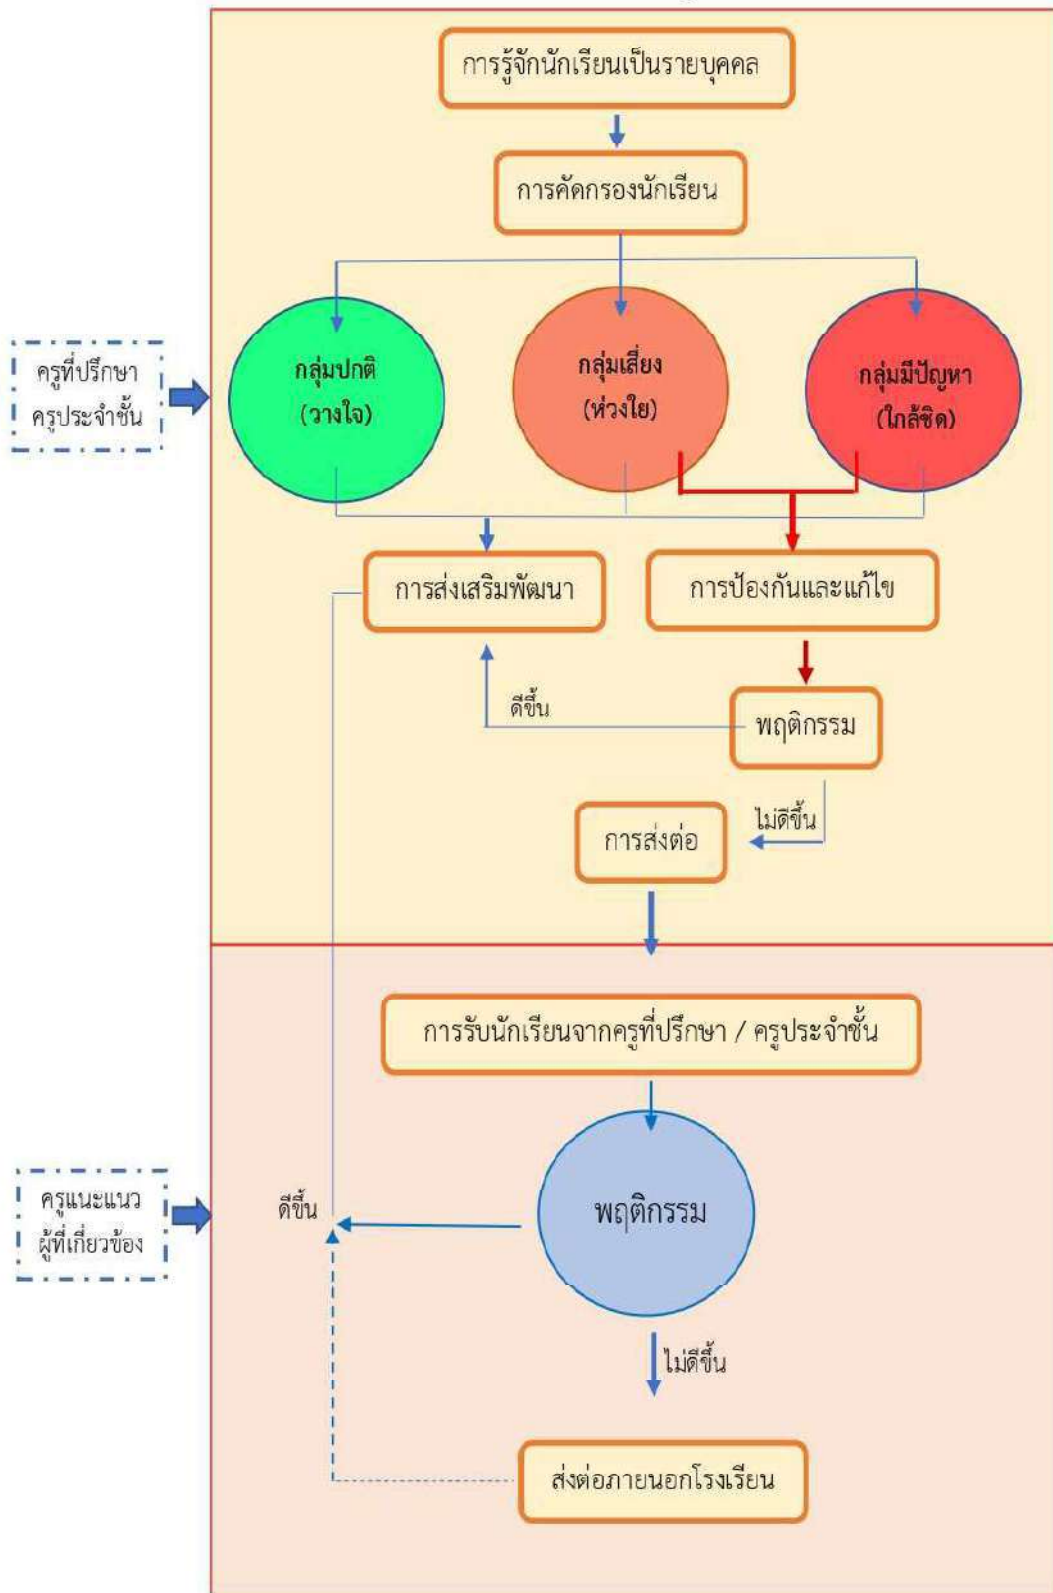 การรู้จักนักเรียนเป็นรายบุคคล
การคัดกรองนักเรียน
ครูที่ปรึกษา
ครูประจำชั้น
กลุ่มปกติ
(วางใจ)
กลุ่มเสี่ยง
(ห่วงใย)
กลุ่มมีปัญหา
(ใกล้ชิด)
การส่งเสริมพัฒนา
การป้องกันและแก้ไข
ดีขึ้น
พฤติกรรม
ไม่ดีขึ้น
การส่งต่อ
การรับนักเรียนจากครูที่ปรึกษา / ครูประจำชั้น
ครูแนะแนว
ผู้ที่เกี่ยวข้อง
ดีขึ้น
พฤติกรรม
ไม่ดีขึ้น
ส่งต่อภายนอกโรงเรียน